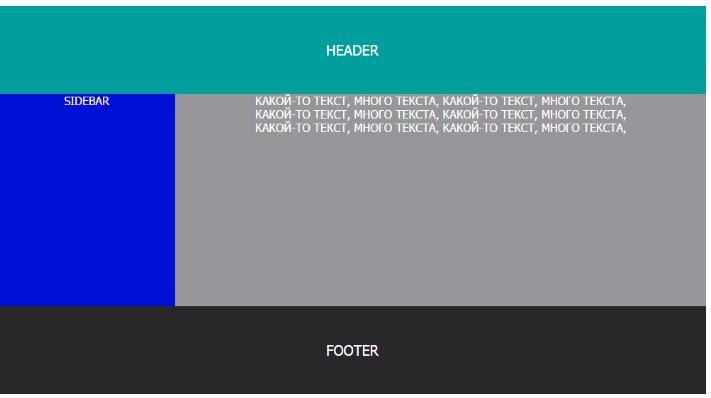 HEADER
SIDEBAR
КАКОЙ-ТО ТЕКСТ, МНОГО ТЕКСТА, КАКОЙ-ТО ТЕКСТ, МНОГО ТЕКСТА,
КАКОЙ-ТО ТЕКСТ, МНОГО ТЕКСТА, КАКОЙ-ТО ТЕКСТ, МНОГО ТЕКСТА,
КАКОЙ-ТО ТЕКСТ, МНОГО ТЕКСТА, КАКОЙ-ТО ТЕКСТ, МНОГО ТЕКСТА,
FOOTER